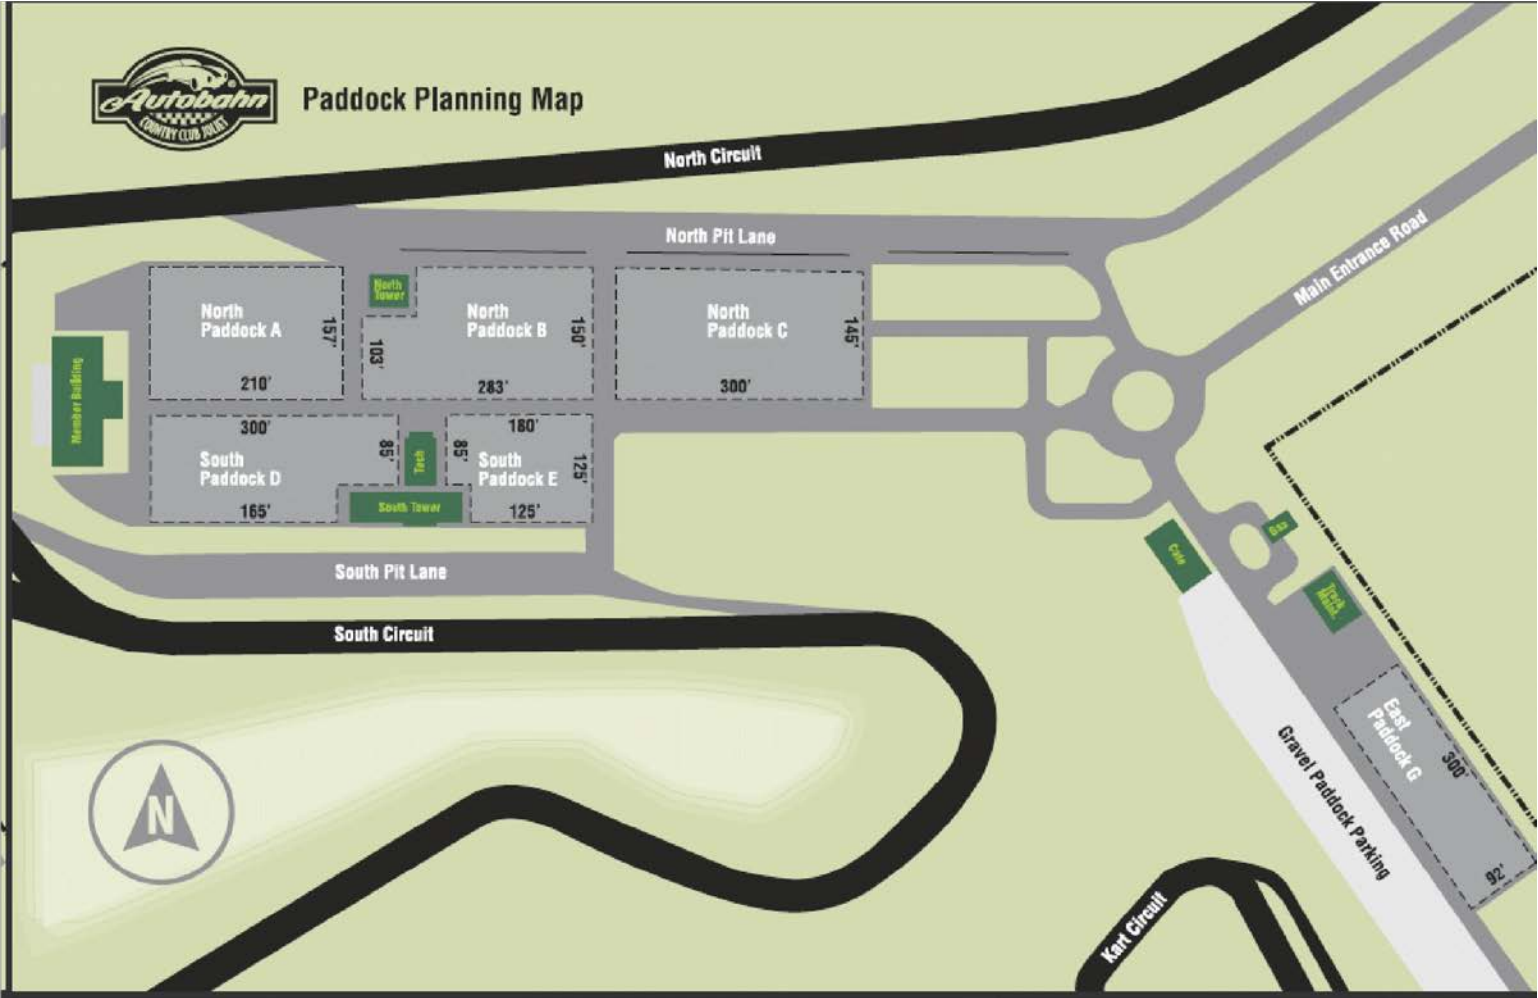 Autobahn
COUNTRY CLUB JOLIET
Paddock Planning Map
North Circuit
North Pit Lane
Main Entrance Road
North
Tower
North
Paddock A
157'
210'
103'
North
Paddock B
150'
283'
North
Paddock C
145'
300'
Member Building
300'
South
Paddock D
85'
165'
Tech
South Tower
180'
85'
South
Paddock E
125'
125'
South Pit Lane
South Circuit
Gas
Cafe
Track
Maint.
East
Paddock G
300'
92'
Gravel Paddock Parking
Kart Circuit
N